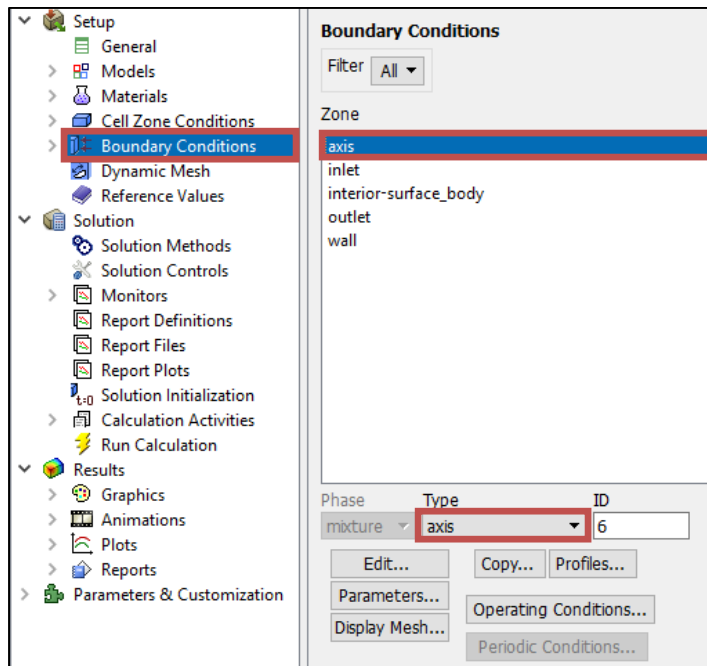 Setup
General
Models
Materials
Cell Zone Conditions
Boundary Conditions
Dynamic Mesh
Reference Values
Solution
Solution Methods
Solution Controls
Monitors
Report Definitions
Report Files
Report Plots
t=0 Solution Initialization
Calculation Activities
Run Calculation
Results
Graphics
Animations
Plots
Reports
Parameters & Customization
Boundary Conditions
Filter All
Zone
axis
inlet
interior-surface_body
outlet
wall
Phase Type ID
mixture axis 6
Edit... Copy... Profiles...
Parameters... Operating Conditions...
Display Mesh...
Periodic Conditions...